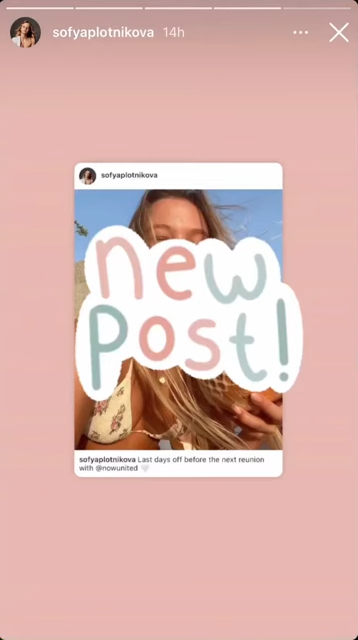 sofyaplotnikova 14h
sofyaplotnikova
new
post!
sofyaplotnikova Last days off before the next reunion
with @nowunited 🤍